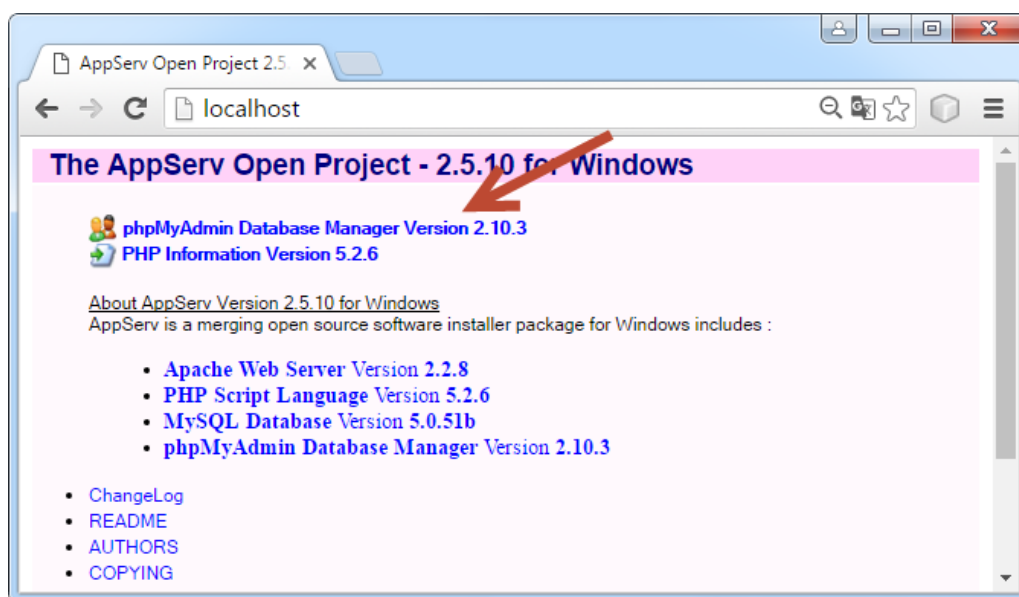 AppServ Open Project 2.5.
localhost
The AppServ Open Project - 2.5.10 for Windows
phpMyAdmin Database Manager Version 2.10.3
PHP Information Version 5.2.6
About AppServ Version 2.5.10 for Windows
AppServ is a merging open source software installer package for Windows includes :
Apache Web Server Version 2.2.8
PHP Script Language Version 5.2.6
MySQL Database Version 5.0.51b
phpMyAdmin Database Manager Version 2.10.3
ChangeLog
README
AUTHORS
COPYING